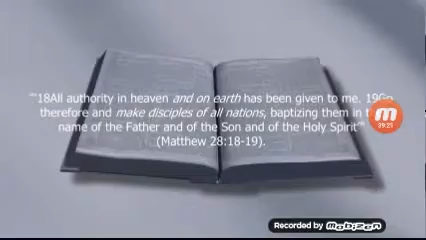 "“18All authority in heaven and on earth has been given to me. 19Go
therefore and make disciples of all nations, baptizing them in t
name of the Father and of the Son and of the Holy Spirit’”
(Matthew 28:18-19).
39:21
Recorded by Mobizen